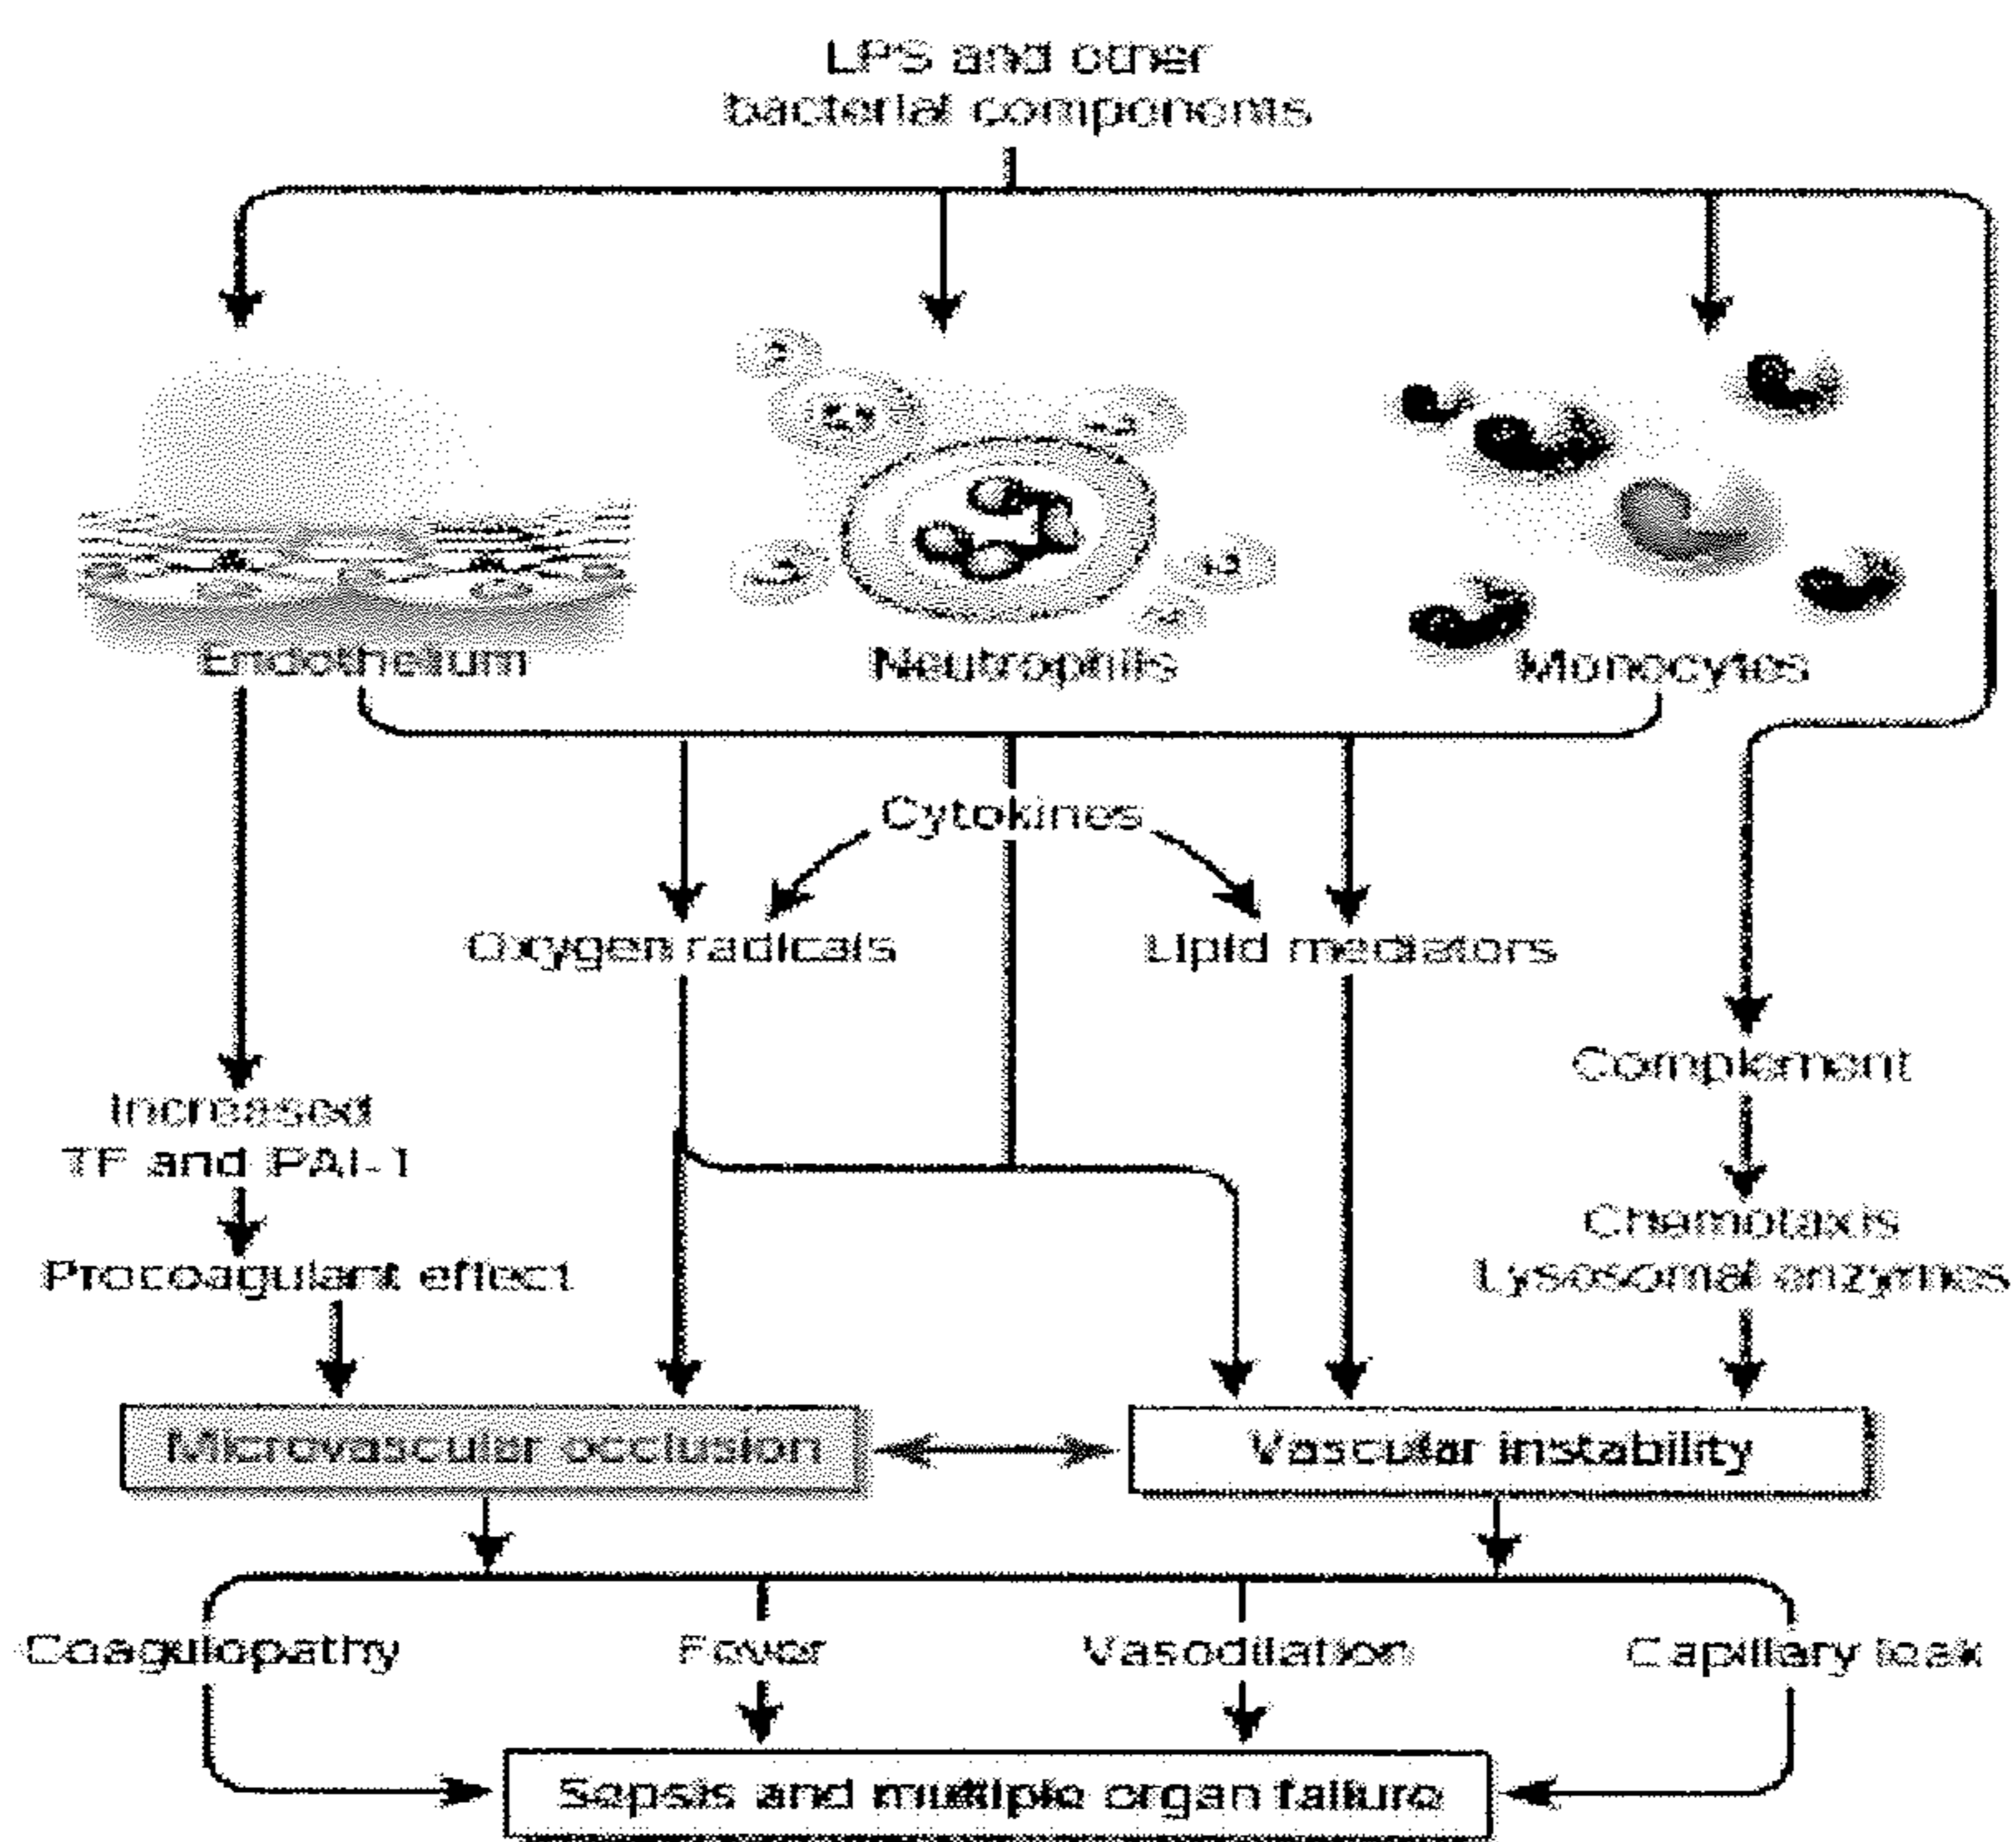 LPS and other
bacterial components
Endothelium
Neutrophils
Monocytes
Cytokines
Oxygen radicals
Lipid mediators
Complement
Increased
TF and PAI-1
Chemotaxis
Procoagulant effect
Lysosomal enzymes
Microvascular occlusion
Vascular instability
Coagulopathy
Fever
Vasodilation
Capillary leak
Sepsis and multiple organ failure